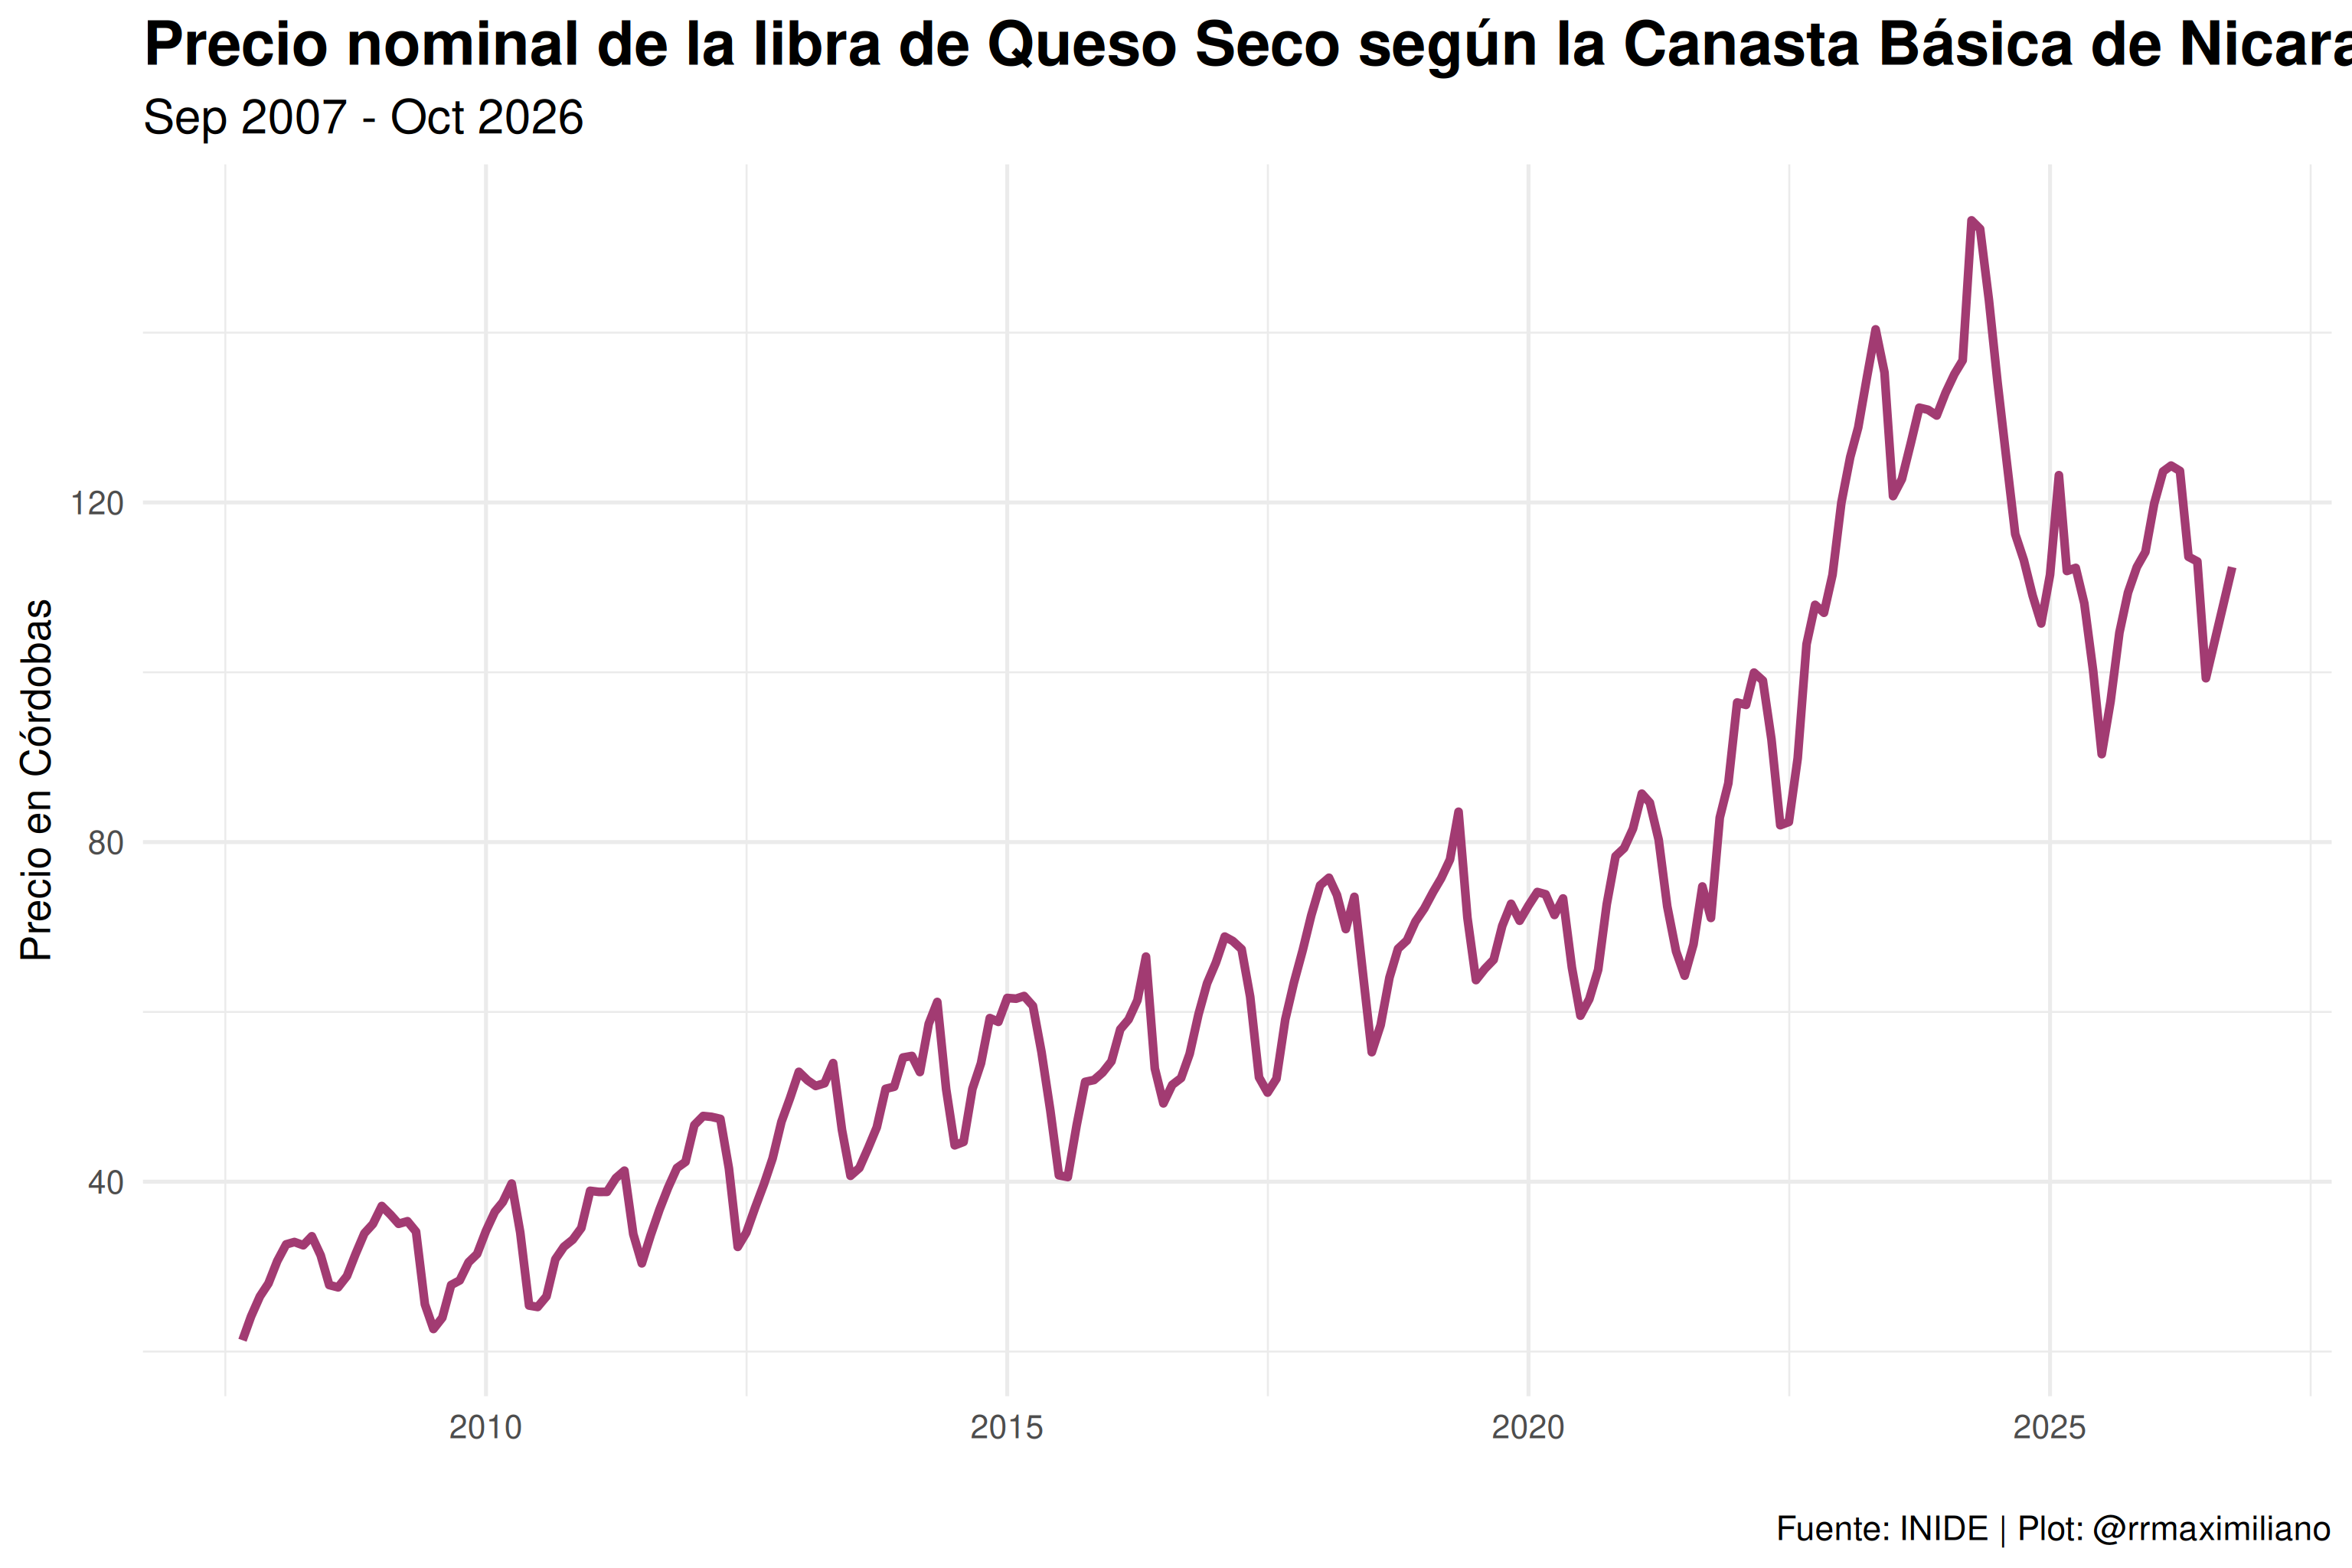 Precio nominal de la libra de Queso Seco según la Canasta Básica de Nicara
Sep 2007 - Oct 2026
Precio en Córdobas
120
80
40
2010
2015
2020
2025
Fuente: INIDE | Plot: @rrmaximiliano